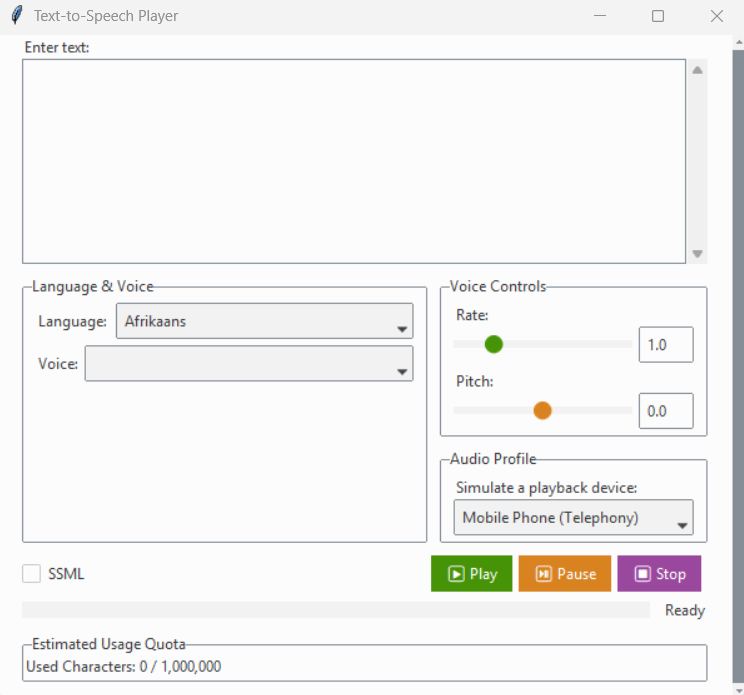 Text-to-Speech Player
Enter text:
Language & Voice
Language: Afrikaans
Voice:
Voice Controls
Rate:
1.0
Pitch:
0.0
Audio Profile
Simulate a playback device:
Mobile Phone (Telephony)
SSML
Play Pause Stop
Ready
Estimated Usage Quota
Used Characters: 0 / 1,000,000